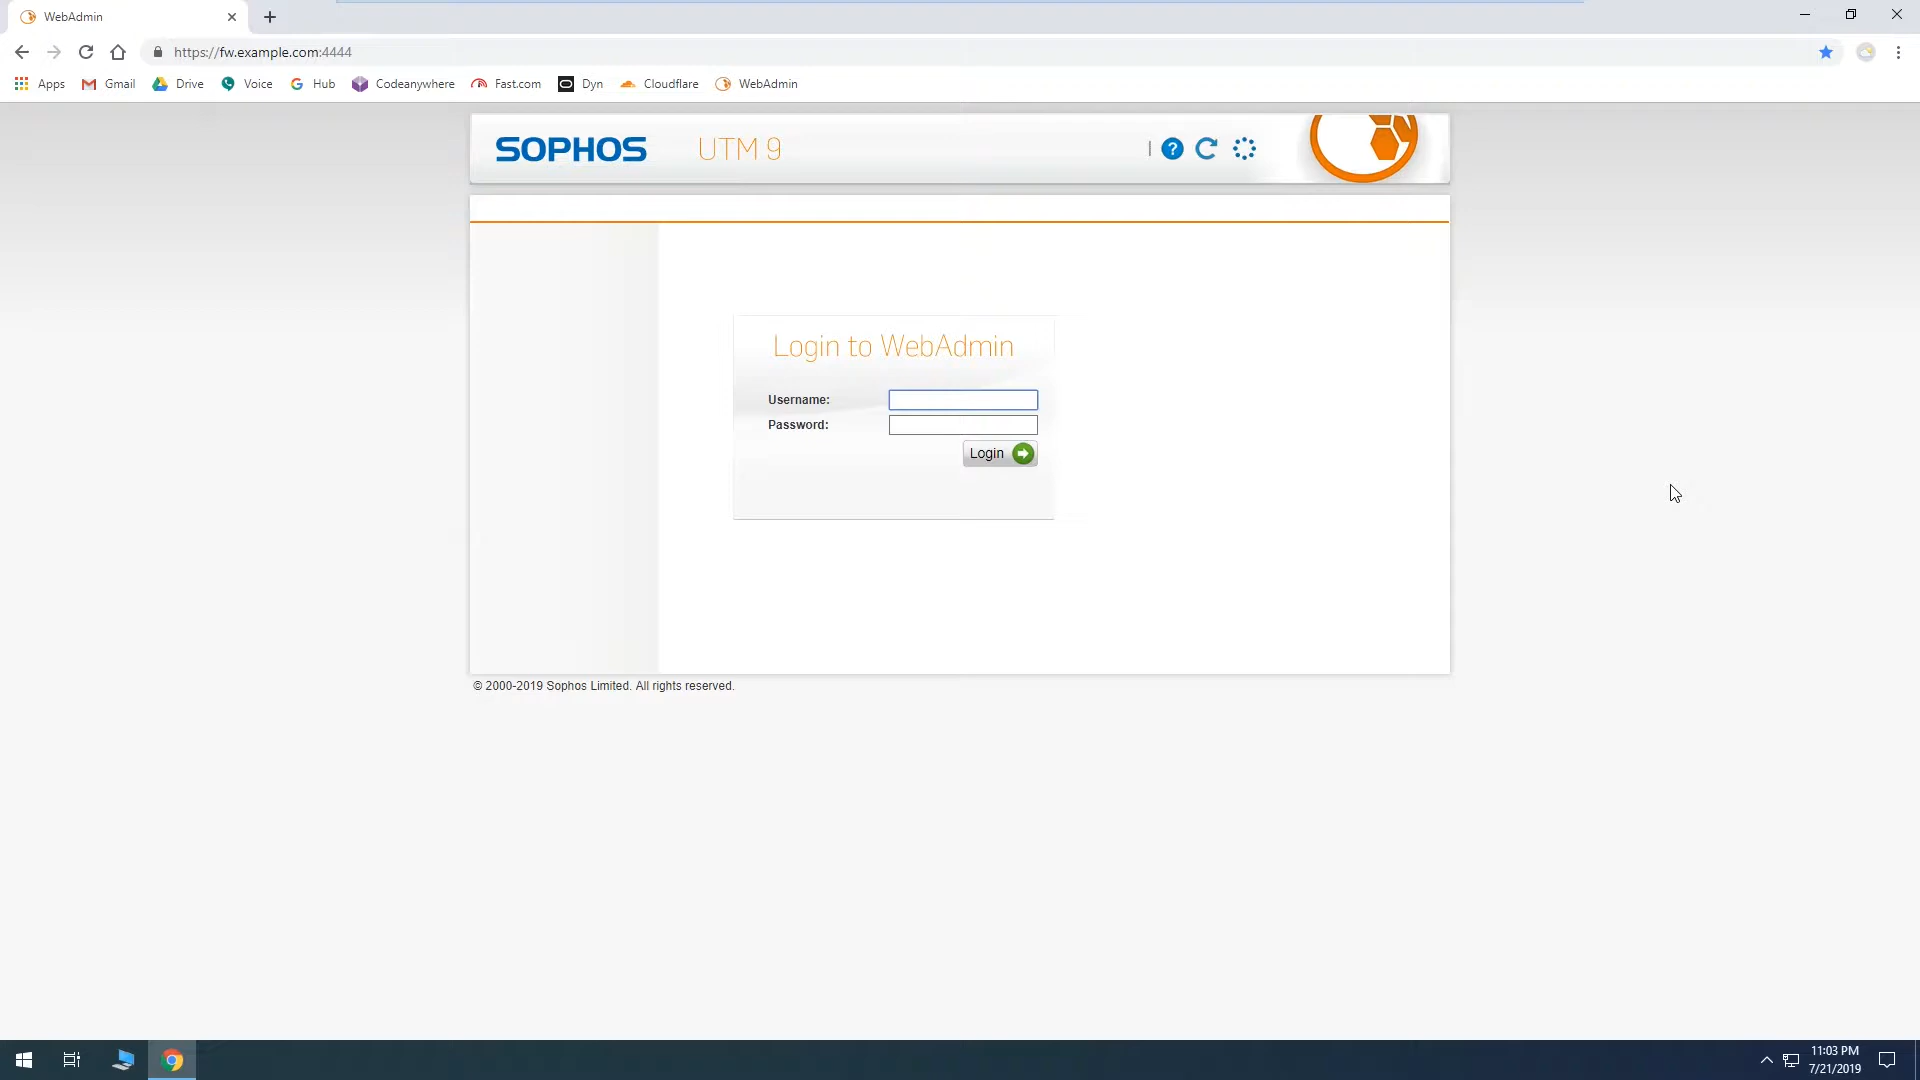 WebAdmin
https://fw.example.com:4444
Apps Gmail Drive Voice Hub Codeanywhere Fast.com Dyn Cloudflare WebAdmin
SOPHOS UTM 9
Login to WebAdmin
Username:
Password:
Login
© 2000-2019 Sophos Limited. All rights reserved.
11:03 PM
7/21/2019